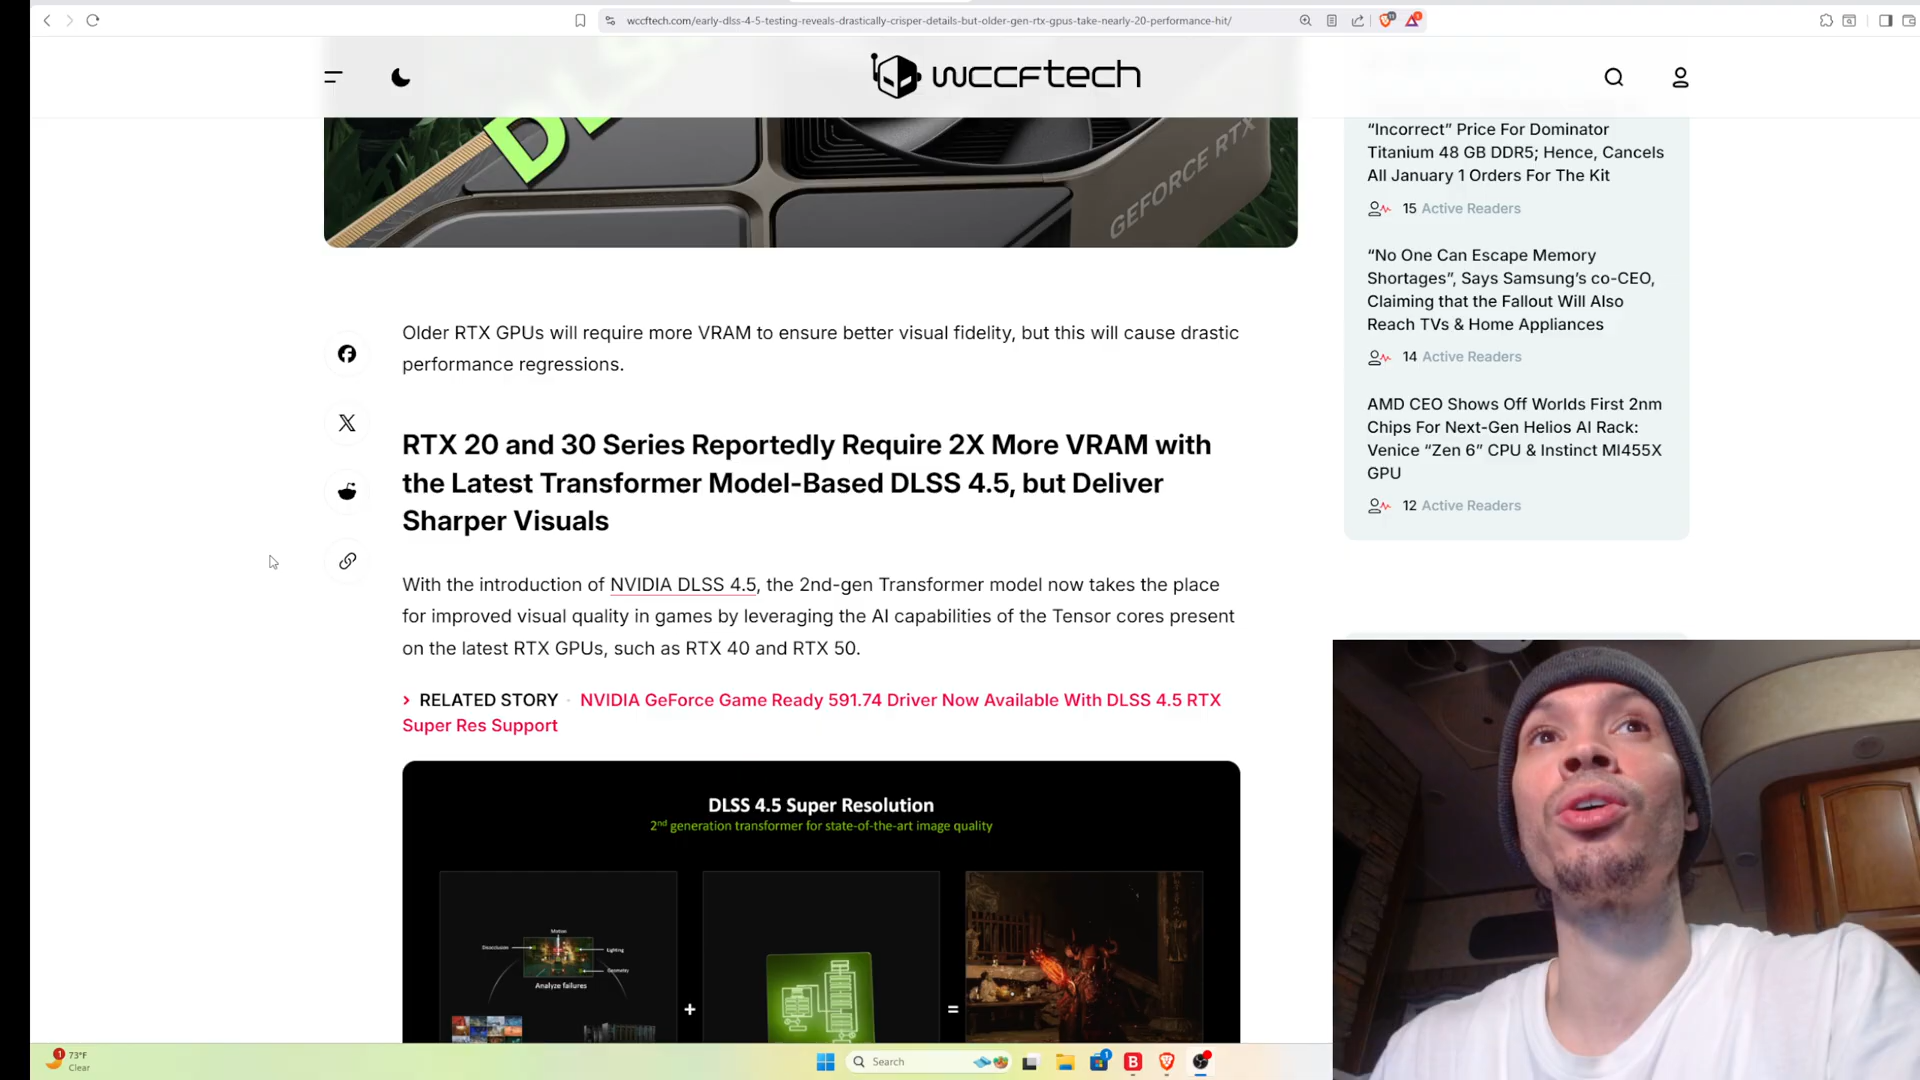 wccftech.com/early-dlss-4-5-testing-reveals-drastically-crisper-details-but-older-gen-rtx-gpus-take-nearly-20-performance-hit/
wccftech
GEFORCE RTX
“Incorrect” Price For Dominator
Titanium 48 GB DDR5; Hence, Cancels
All January 1 Orders For The Kit
15 Active Readers
“No One Can Escape Memory
Shortages”, Says Samsung’s co-CEO,
Claiming that the Fallout Will Also
Reach TVs & Home Appliances
14 Active Readers
AMD CEO Shows Off Worlds First 2nm
Chips For Next-Gen Helios AI Rack:
Venice “Zen 6” CPU & Instinct MI455X
GPU
12 Active Readers
Older RTX GPUs will require more VRAM to ensure better visual fidelity, but this will cause drastic
performance regressions.
RTX 20 and 30 Series Reportedly Require 2X More VRAM with
the Latest Transformer Model-Based DLSS 4.5, but Deliver
Sharper Visuals
With the introduction of NVIDIA DLSS 4.5, the 2nd-gen Transformer model now takes the place
for improved visual quality in games by leveraging the AI capabilities of the Tensor cores present
on the latest RTX GPUs, such as RTX 40 and RTX 50.
RELATED STORY · NVIDIA GeForce Game Ready 591.74 Driver Now Available With DLSS 4.5 RTX
Super Res Support
DLSS 4.5 Super Resolution
2nd generation transformer for state-of-the-art image quality
Motion
Disocclusion
Lighting
Geometry
Analyze failures
+
=
1
73°F
Clear
Search
1